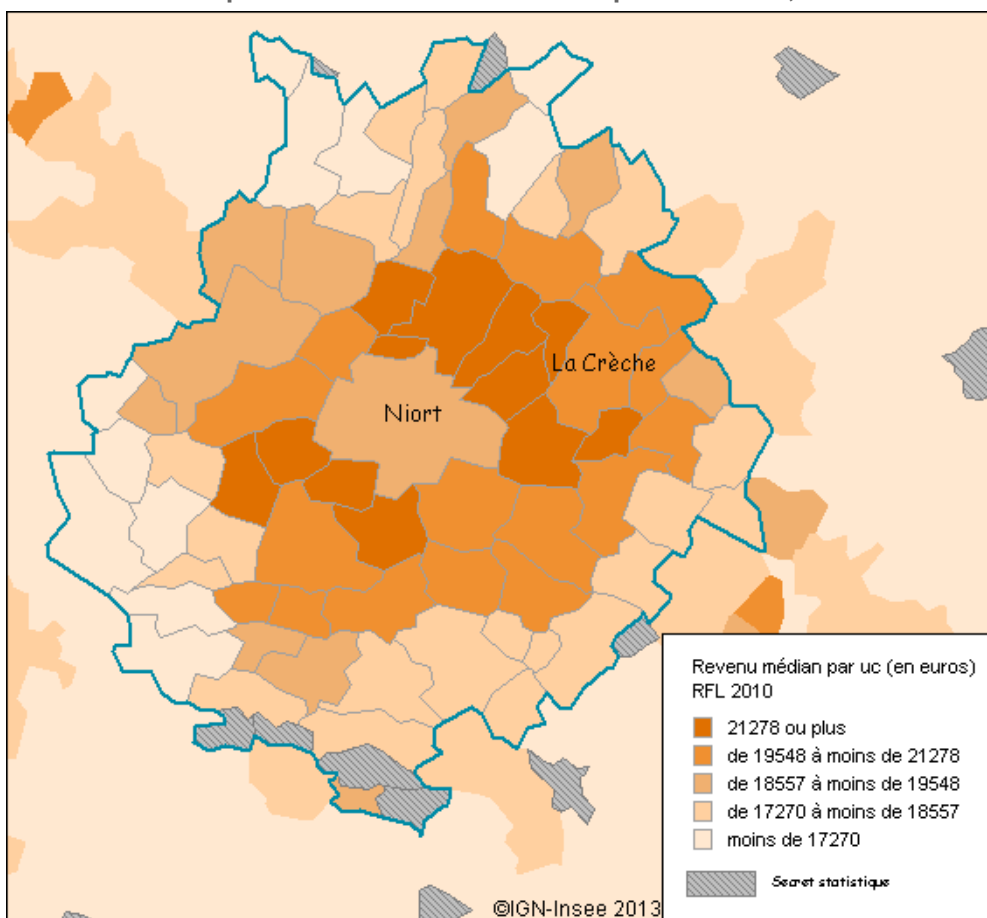 La Crèche
Niort
Revenu médian par uc (en euros)
RFL 2010
21278 ou plus
de 19548 à moins de 21278
de 18557 à moins de 19548
de 17270 à moins de 18557
moins de 17270
Secret statistique
©IGN-Insee 2013